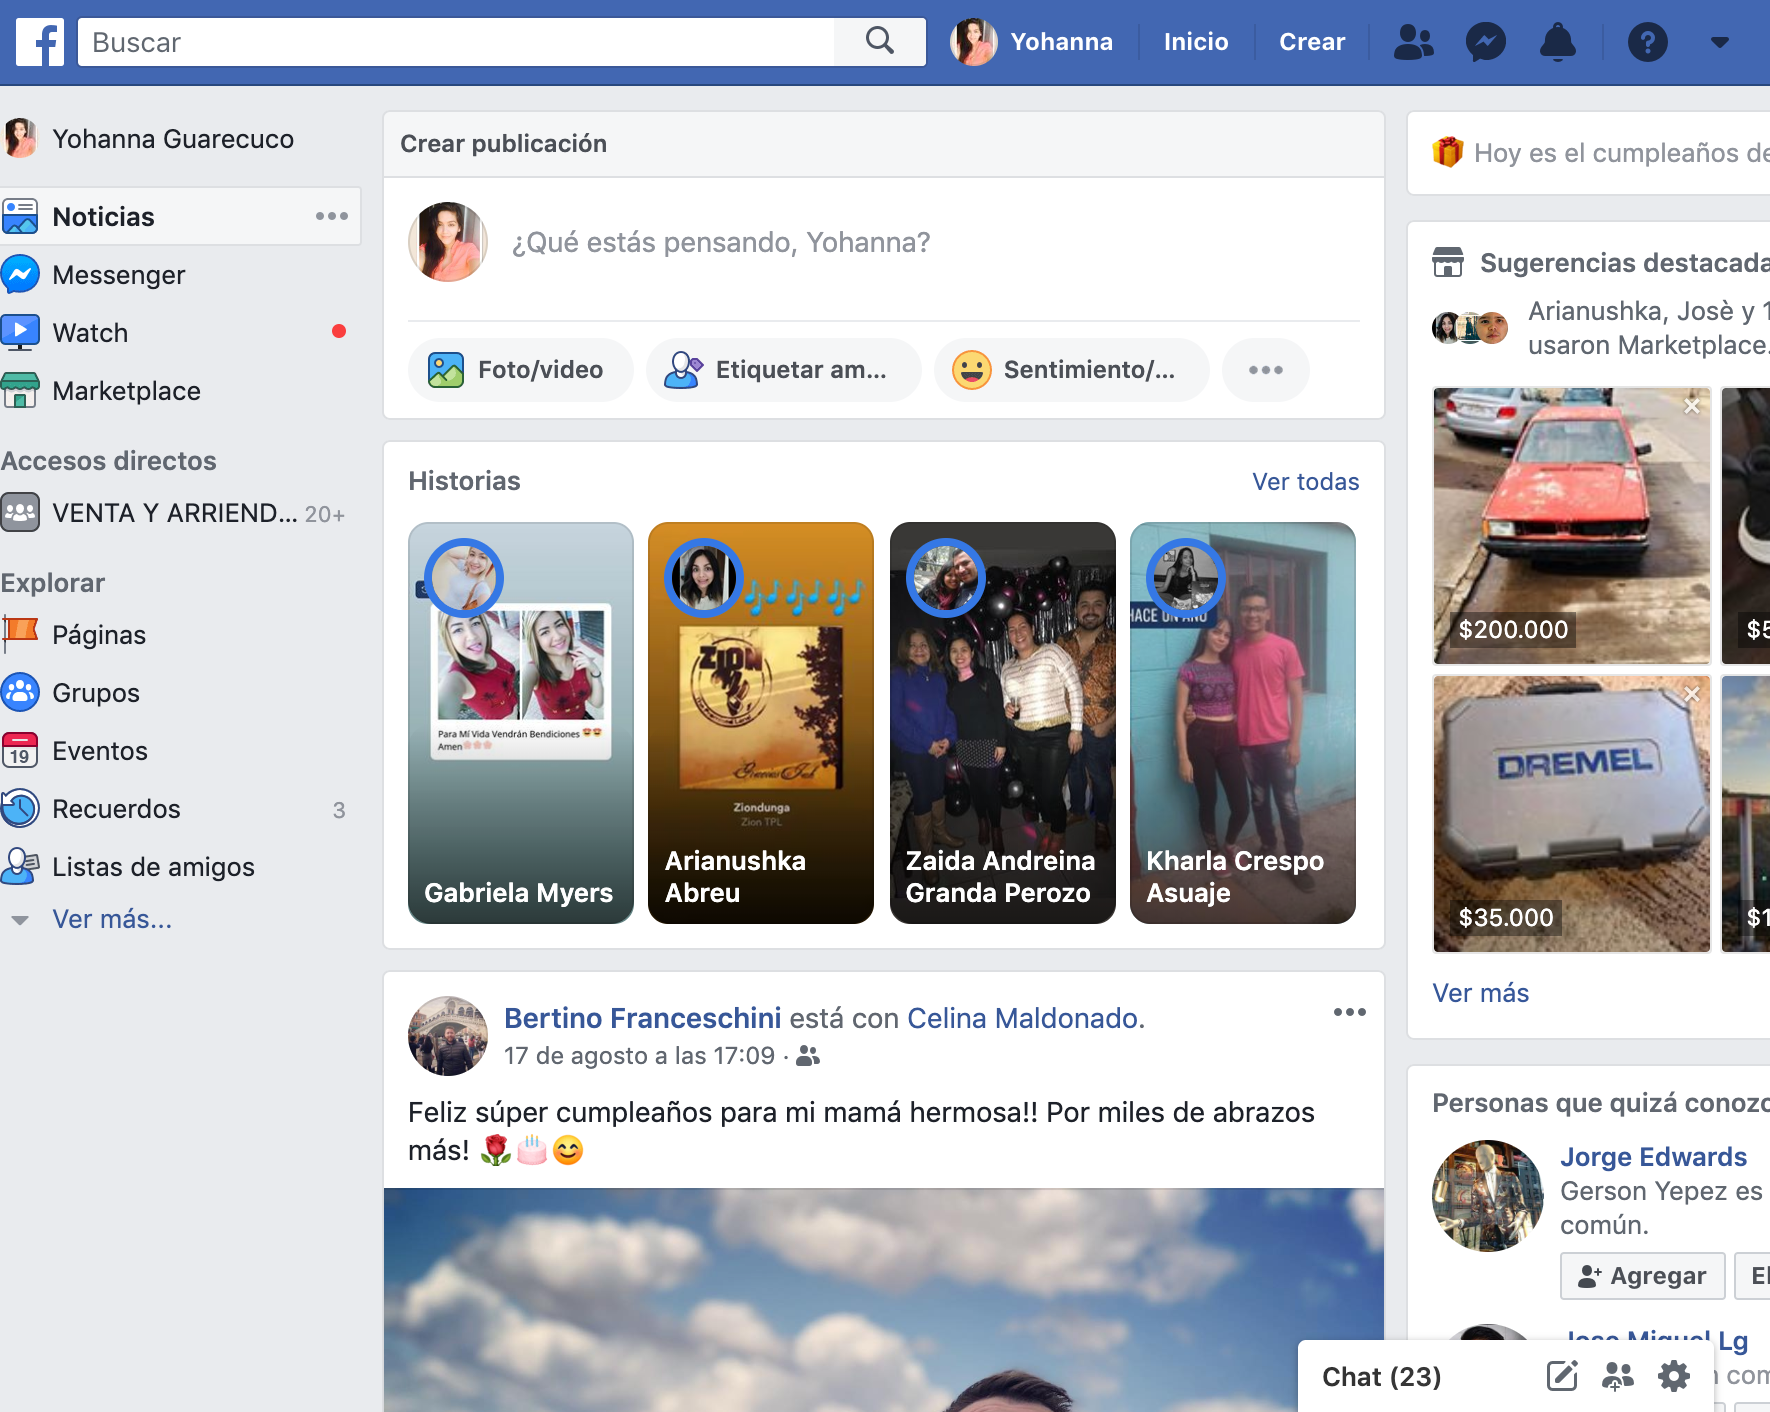 Buscar
Yohanna
Inicio
Crear
Yohanna Guarecuco
Noticias
Messenger
Watch
Marketplace
Accesos directos
VENTA Y ARRIEND... 20+
Explorar
Páginas
Grupos
19
Eventos
Recuerdos 3
Listas de amigos
Ver más...
Crear publicación
¿Qué estás pensando, Yohanna?
Foto/video
Etiquetar am...
Sentimiento/...
Historias
Ver todas
Para Mí Vida Vendrán Bendiciones
Amen
Gabriela Myers
ZION
Ziondunga
Zion TPL
Arianushka
Abreu
Zaida Andreina
Granda Perozo
HACE UN AÑO
Kharla Crespo
Asuaje
Bertino Franceschini está con Celina Maldonado.
17 de agosto a las 17:09 ·
Feliz súper cumpleaños para mi mamá hermosa!! Por miles de abrazos
más! 🌹🎂😊
Hoy es el cumpleaños de
Sugerencias destacada
Arianushka, Josè y 1
usaron Marketplace.
$200.000
$5
DREMEL
$35.000
$1
Ver más
Personas que quizá conozc
Jorge Edwards
Gerson Yepez es
común.
Agregar
El
Jose Miguel Lg
Chat (23)
com